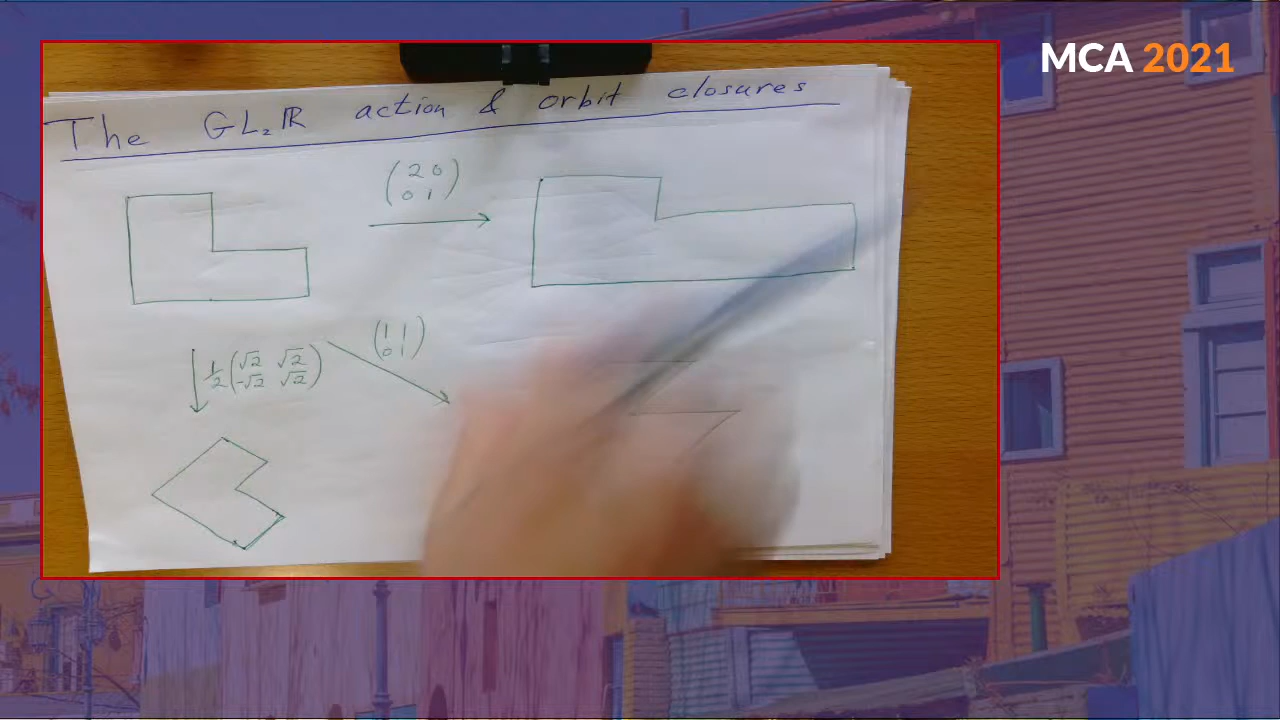 MCA 2021
The GL₂ℝ action & orbit closures
(2 0
0 1)
1/2 (√2 √2
-√2 √2)
(1 1
0 1)